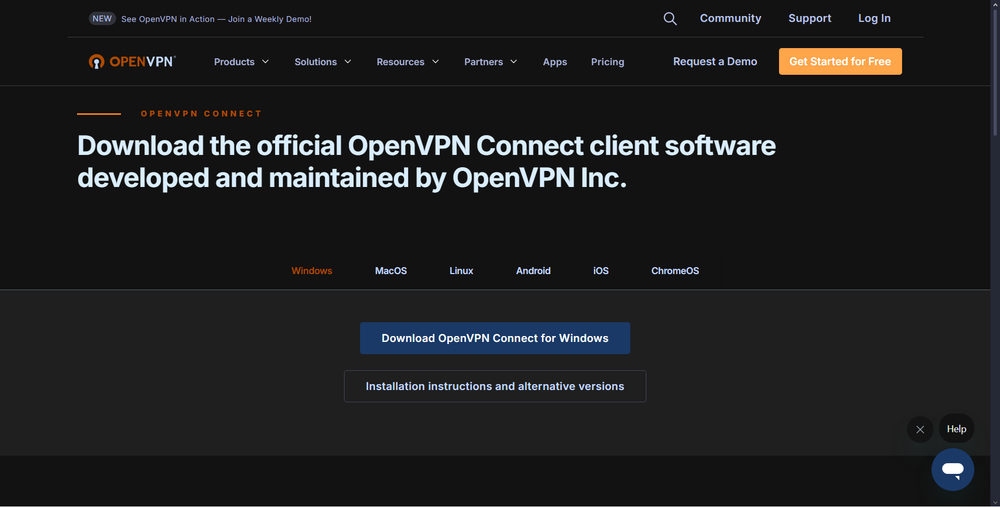 NEW See OpenVPN in Action — Join a Weekly Demo!
Community Support Log In
OPENVPN®
Products Solutions Resources Partners Apps Pricing Request a Demo Get Started for Free
OPENVPN CONNECT
Download the official OpenVPN Connect client software
developed and maintained by OpenVPN Inc.
Windows MacOS Linux Android iOS ChromeOS
Download OpenVPN Connect for Windows
Installation instructions and alternative versions
Help